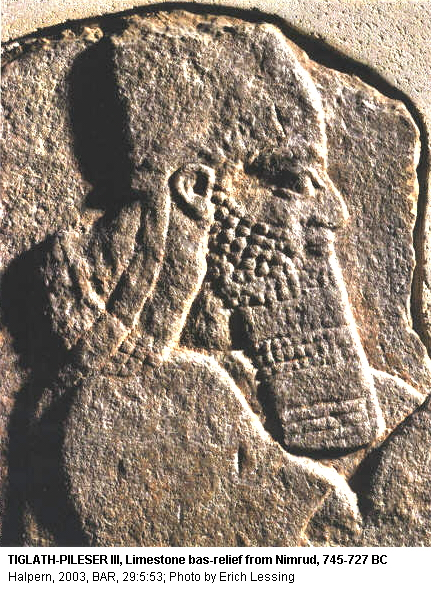 TIGLATH-PILESER III, Limestone bas-relief from Nimrud, 745-727 BC
Halpern, 2003, BAR, 29:5:53; Photo by Erich Lessing